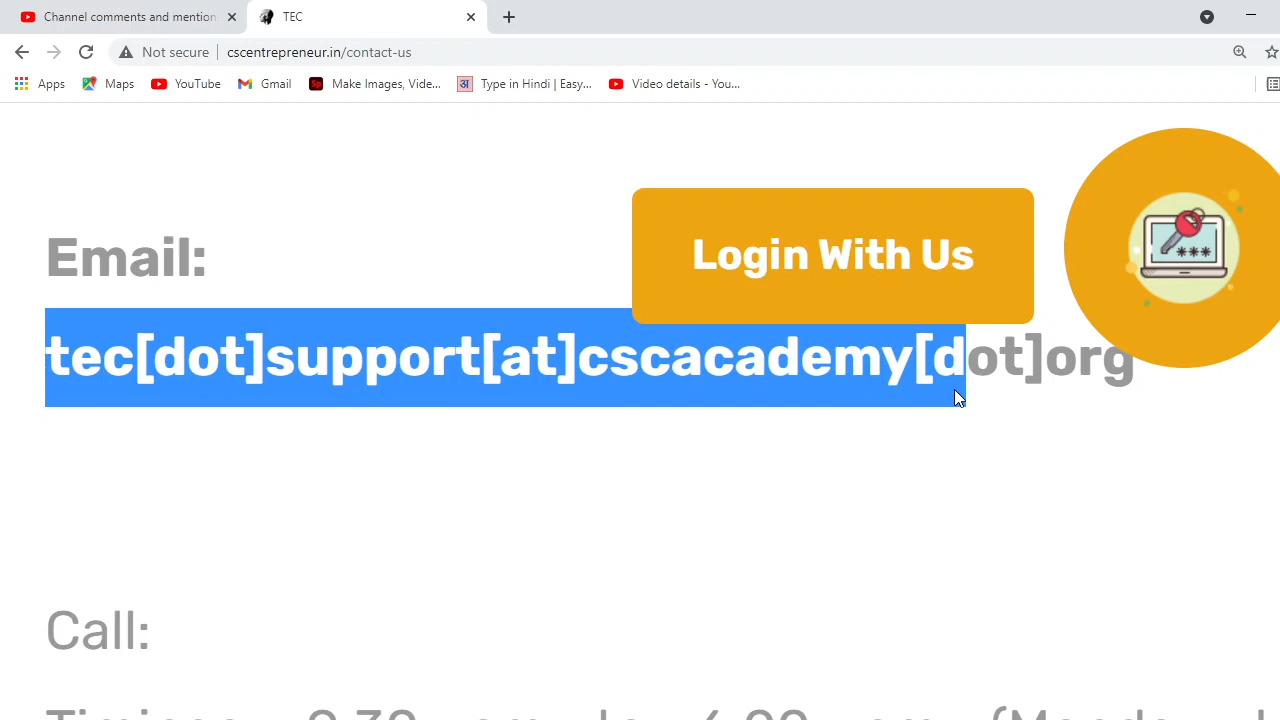 Channel comments and mention
TEC
Not secure
cscentrepreneur.in/contact-us
Apps
Maps
YouTube
Gmail
Sp
Make Images, Vide...
अ
Type in Hindi | Easy...
Video details - You...
Login With Us
Email:
tec[dot]support[at]cscacademy[dot]org
Call: